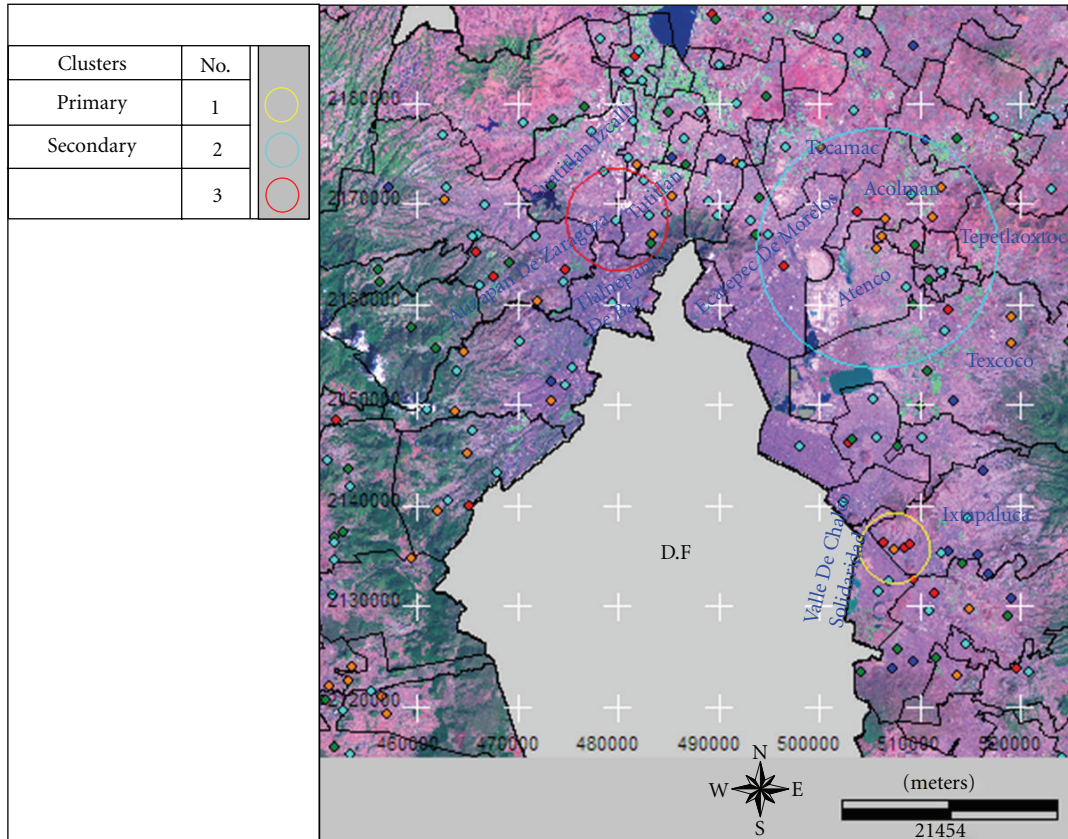 Clusters No.
Primary 1
Secondary 2
3
2180000
2170000
2160000
2150000
2140000
2130000
2120000
460000 470000 480000 490000 500000 510000 520000
Cuatitlan Izcalli
Tultitlan
Atizapan De Zaragoza
Tlalnepantla
De Baz
Ecatepec De Morelos
Tecamac
Acolman
Tepetlaoxtoc
Atenco
Texcoco
Ixtapaluca
Valle De Chalco
Solidaridad
D.F
N
W E
S
(meters)
21454